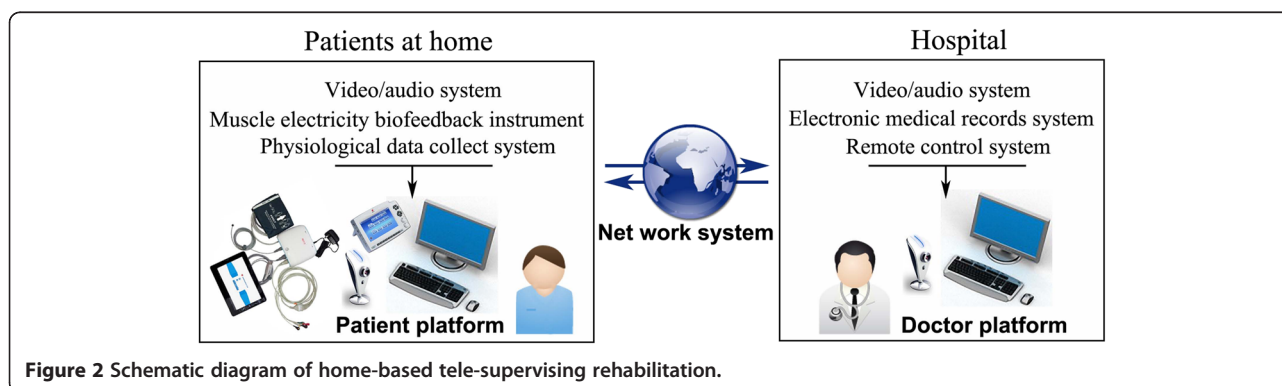 Patients at home
Video/audio system
Muscle electricity biofeedback instrument
Physiological data collect system
Patient platform
Net work system
Hospital
Video/audio system
Electronic medical records system
Remote control system
Doctor platform
Figure 2 Schematic diagram of home-based tele-supervising rehabilitation.